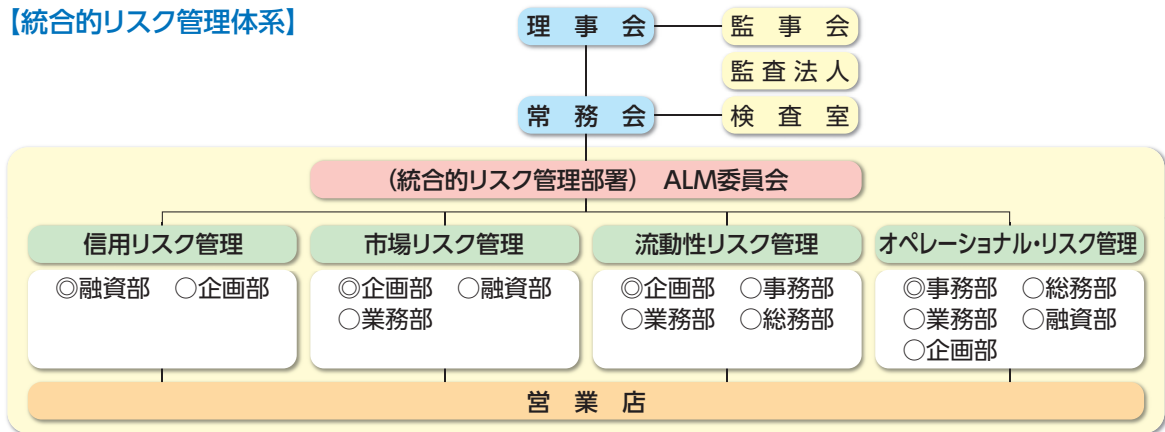 【統合的リスク管理体系】
理事会
監事会
監査法人
常務会
検査室
(統合的リスク管理部署) ALM委員会
信用リスク管理
◎融資部 ○企画部
市場リスク管理
◎企画部 ○融資部
○業務部
流動性リスク管理
◎企画部 ○事務部
○業務部 ○総務部
オペレーショナル・リスク管理
◎事務部 ○総務部
○業務部 ○融資部
○企画部
営業店